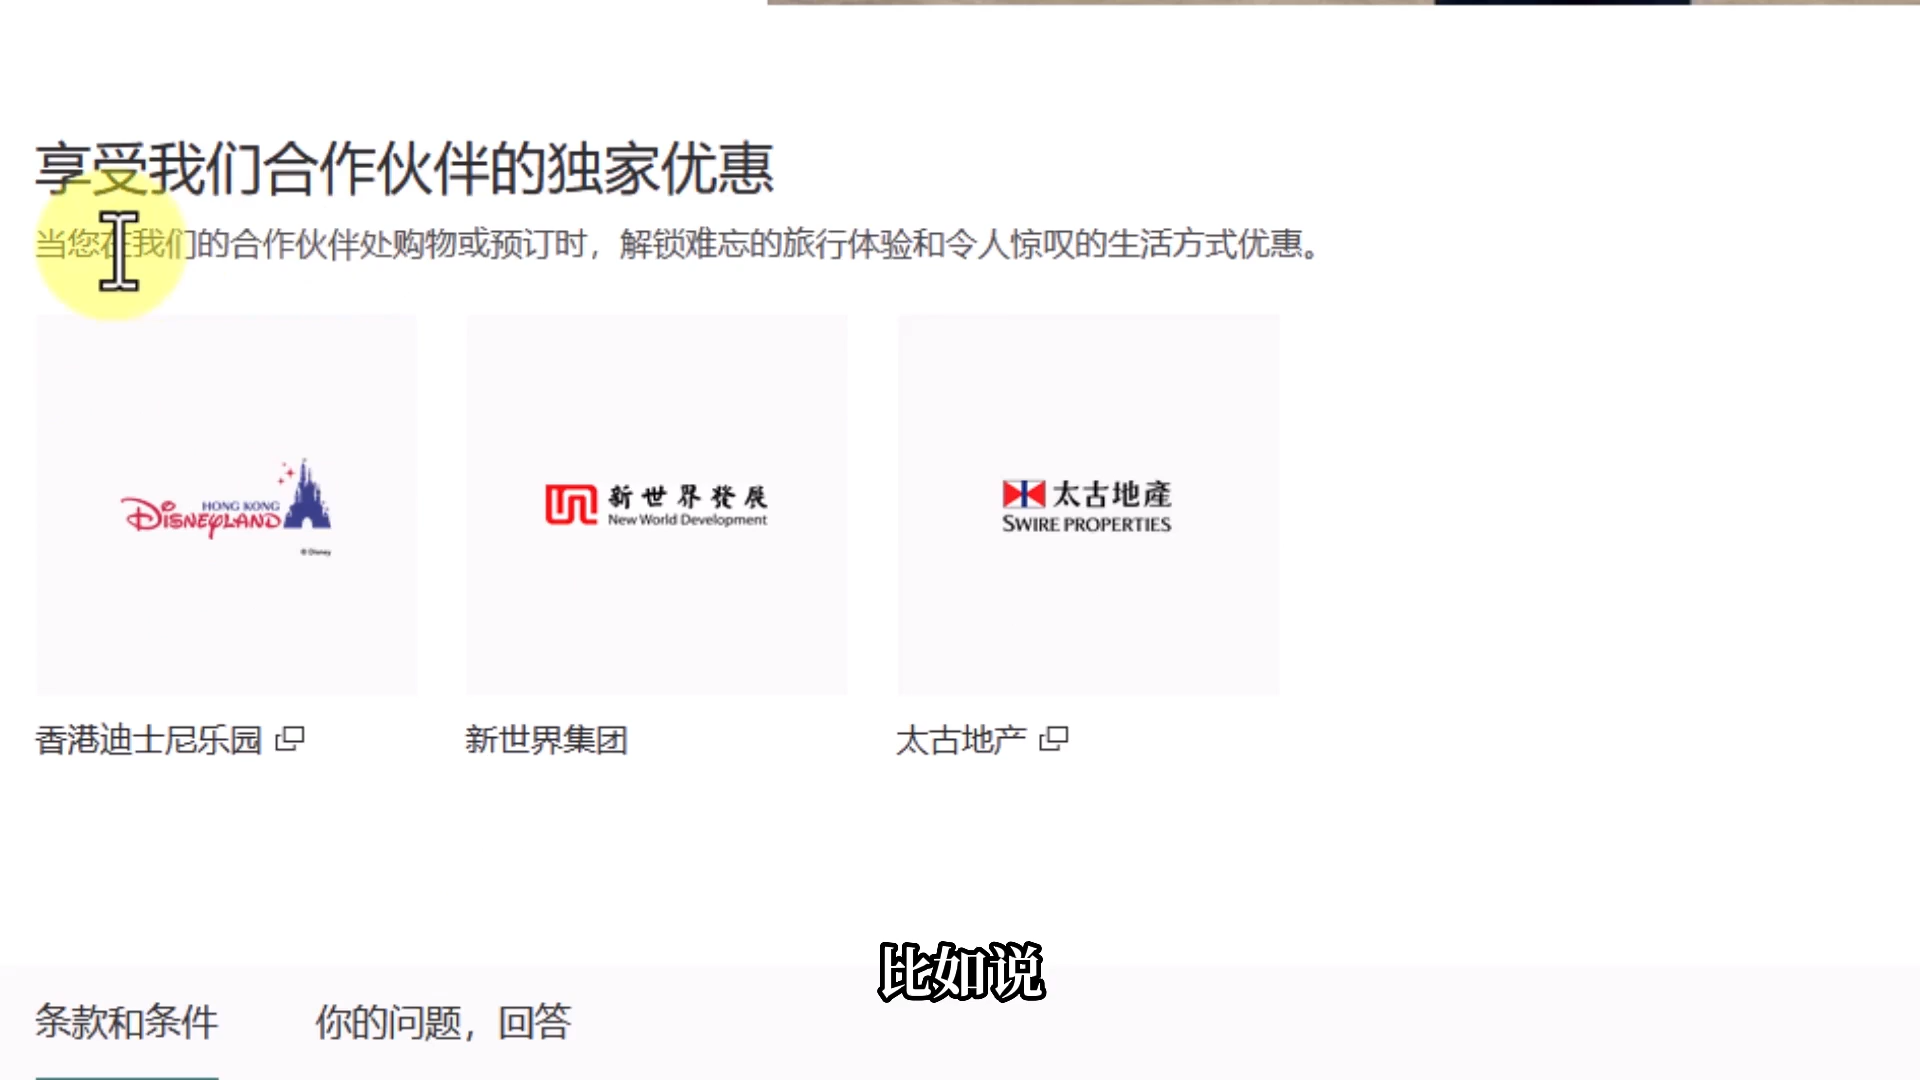 享受我们合作伙伴的独家优惠
当您在我们的合作伙伴处购物或预订时，解锁难忘的旅行体验和令人惊叹的生活方式优惠。
HONG KONG
DISNEYLAND
© Disney
新世界發展
New World Development
太古地產
SWIRE PROPERTIES
香港迪士尼乐园
新世界集团
太古地产
比如说
条款和条件
你的问题，回答